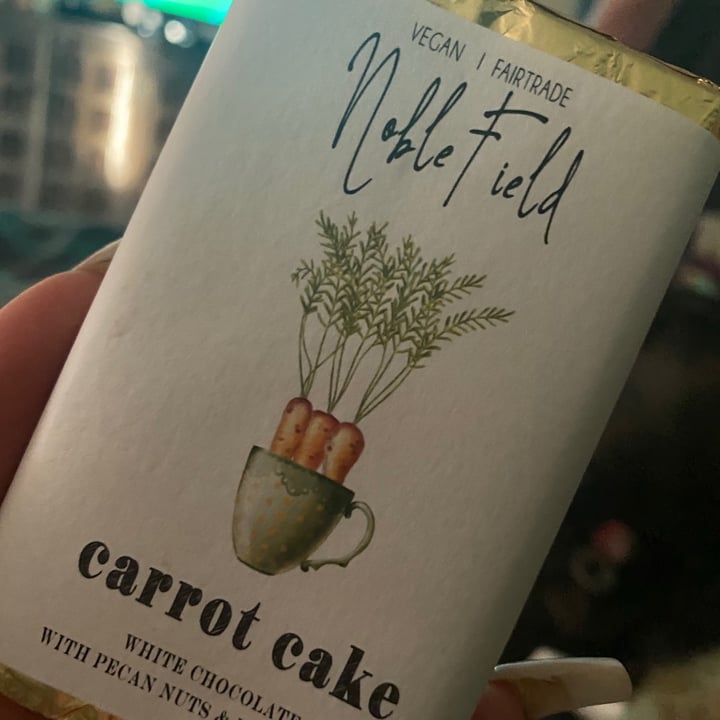 VEGAN | FAIRTRADE
Noble Field
carrot cake
WHITE CHOCOLATE
WITH PECAN NUTS &